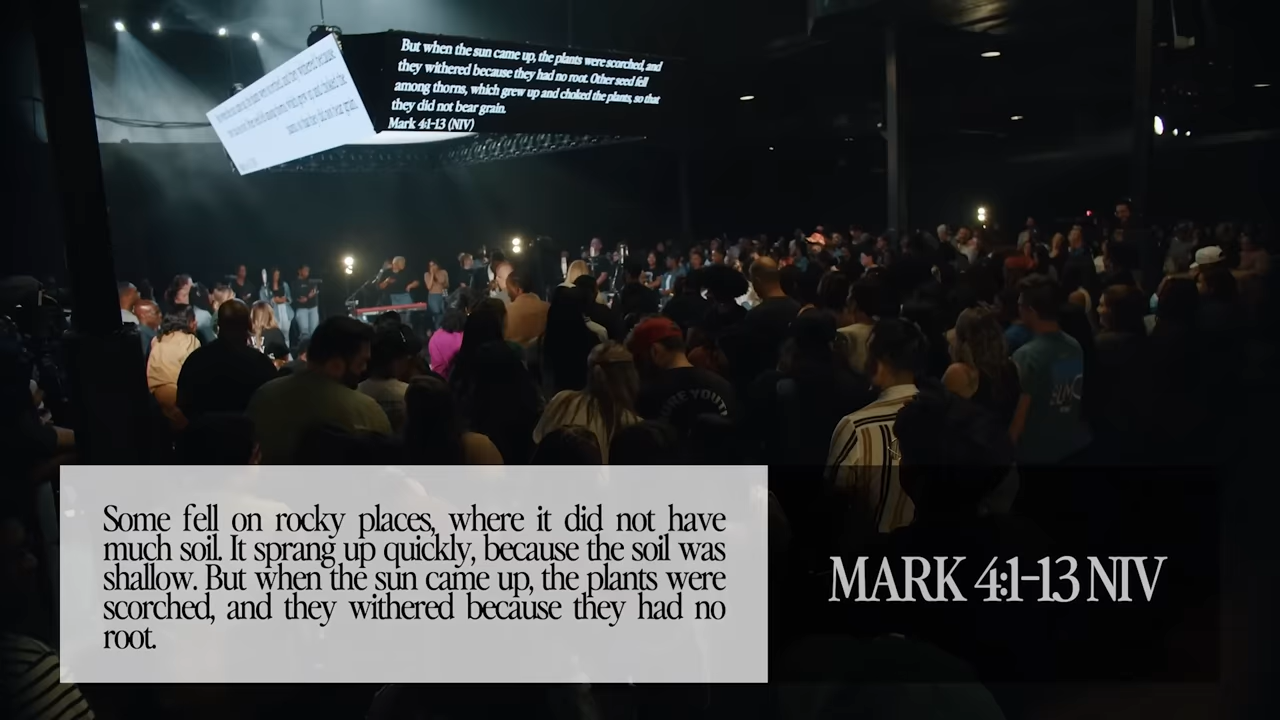 But when the sun came up, the plants were scorched, and
they withered because they had no root. Other seed fell
among thorns, which grew up and choked the plants, so that
they did not bear grain.
Mark 4:1-13 (NIV)
Some fell on rocky places, where it did not have
much soil. It sprang up quickly, because the soil was
shallow. But when the sun came up, the plants were
scorched, and they withered because they had no
root.
MARK 4:1-13 NIV